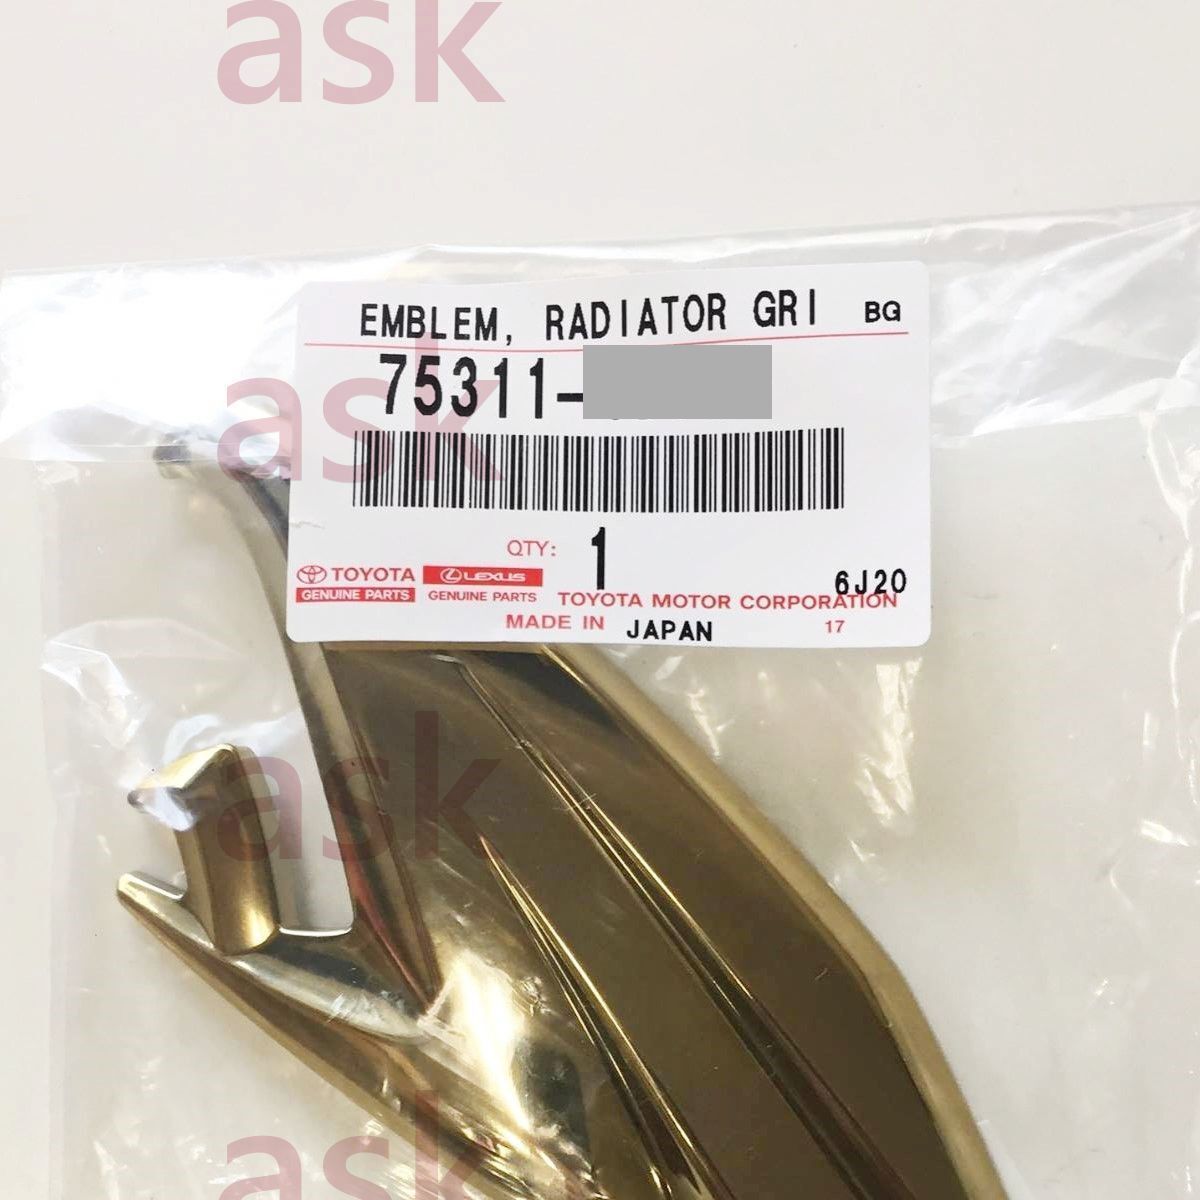 ask
EMBLEM, RADIATOR GRI BG
75311-
ask
QTY: 1
TOYOTA LEXUS 6J20
GENUINE PARTS GENUINE PARTS TOYOTA MOTOR CORPORATION
MADE IN JAPAN 17
ask
ask